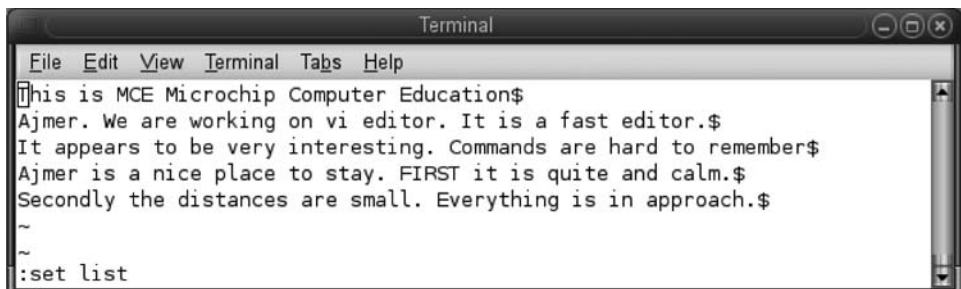 Terminal
File Edit View Terminal Tabs Help
This is MCE Microchip Computer Education$
Ajmer. We are working on vi editor. It is a fast editor.$
It appears to be very interesting. Commands are hard to remember$
Ajmer is a nice place to stay. FIRST it is quite and calm.$
Secondly the distances are small. Everything is in approach.$
~
~
:set list